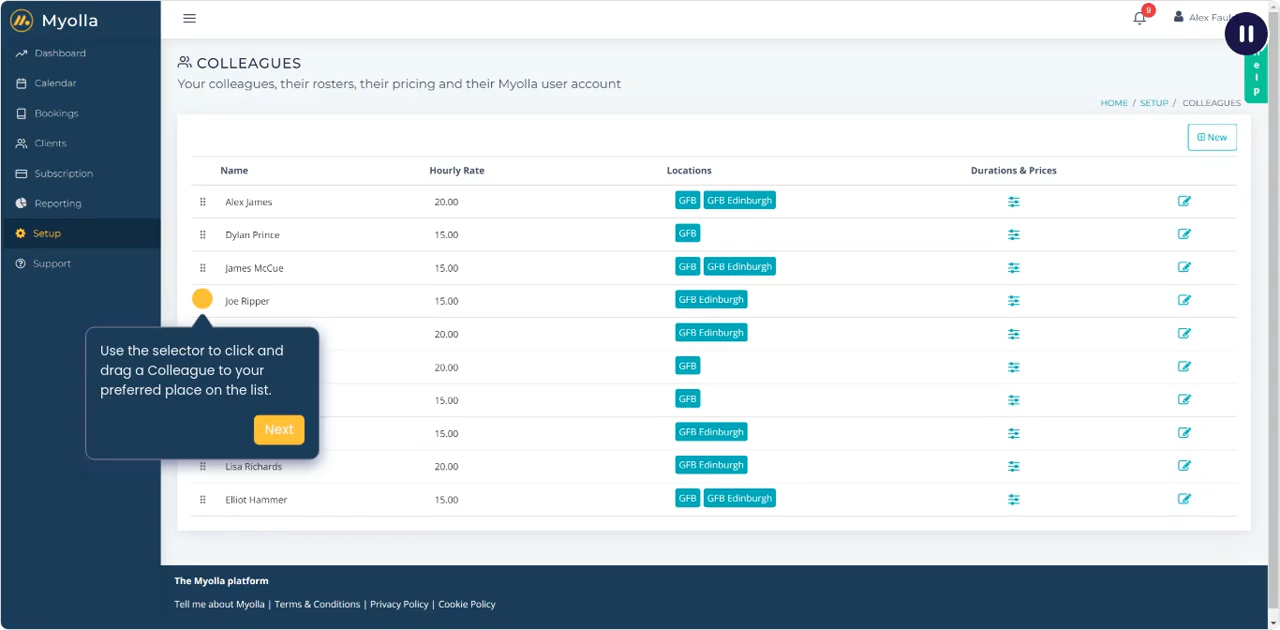 Myolla
9
Alex Faul
Dashboard
Calendar
Bookings
Clients
Subscription
Reporting
Setup
Support
COLLEAGUES
Your colleagues, their rosters, their pricing and their Myolla user account
HOME / SETUP / COLLEAGUES
New
Name Hourly Rate Locations Durations & Prices
Alex James 20.00 GFB GFB Edinburgh
Dylan Prince 15.00 GFB
James McCue 15.00 GFB GFB Edinburgh
Joe Ripper 15.00 GFB Edinburgh
20.00 GFB Edinburgh
20.00 GFB
15.00 GFB
15.00 GFB Edinburgh
Lisa Richards 20.00 GFB Edinburgh
Elliot Hammer 15.00 GFB GFB Edinburgh
Use the selector to click and
drag a Colleague to your
preferred place on the list.
Next
The Myolla platform
Tell me about Myolla | Terms & Conditions | Privacy Policy | Cookie Policy